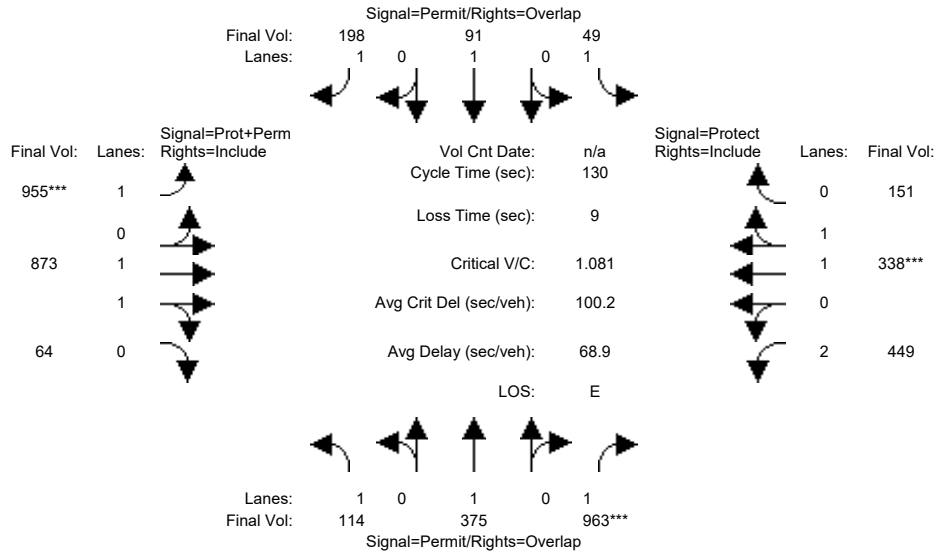 Signal=Permit/Rights=Overlap
Final Vol: 198 91 49
Lanes: 1 0 1 0 1
Signal=Prot+Perm
Final Vol: Lanes: Rights=Include
Vol Cnt Date: n/a
Signal=Protect
Rights=Include Lanes: Final Vol:
Cycle Time (sec): 130
955*** 1 0 151
Loss Time (sec): 9
0 1
873 1 Critical V/C: 1.081 1 338***
1 Avg Crit Del (sec/veh): 100.2 0
64 0 Avg Delay (sec/veh): 68.9 2 449
LOS: E
Lanes: 1 0 1 0 1
Final Vol: 114 375 963***
Signal=Permit/Rights=Overlap